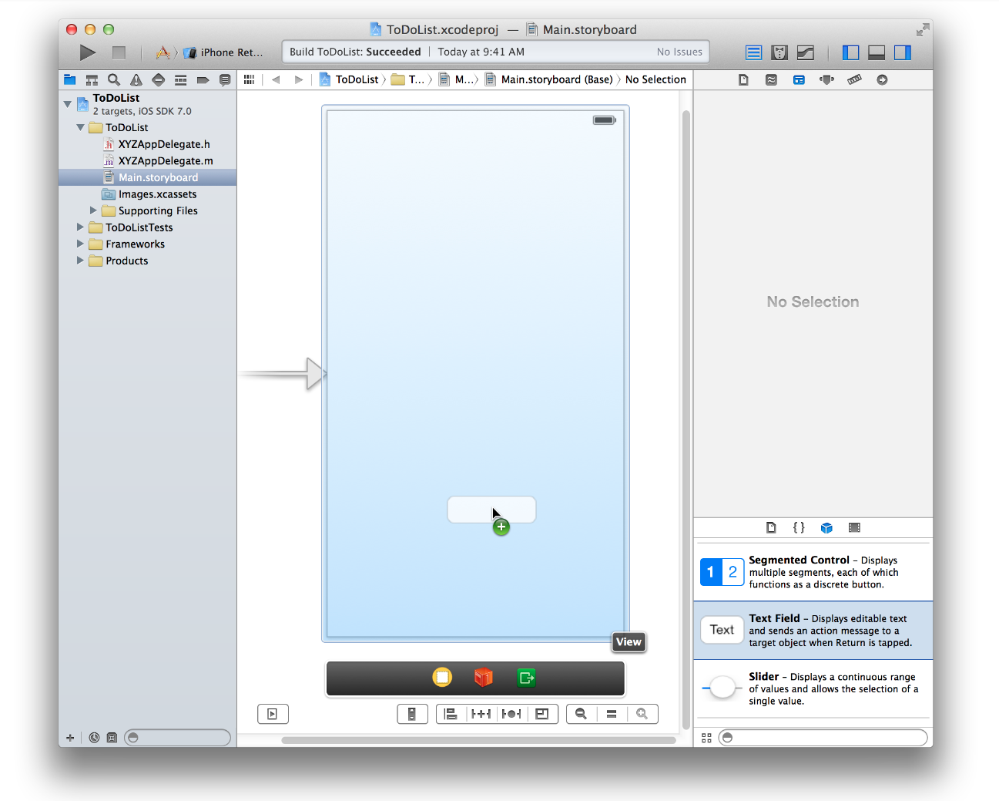 ToDoList.xcodeproj — Main.storyboard
iPhone Ret...
Build ToDoList: Succeeded | Today at 9:41 AM
No Issues
ToDoList
T...
M...
Main.storyboard (Base)
No Selection
ToDoList
2 targets, iOS SDK 7.0
ToDoList
XYZAppDelegate.h
XYZAppDelegate.m
Main.storyboard
Images.xcassets
Supporting Files
ToDoListTests
Frameworks
Products
View
No Selection
{ }
1 2
Segmented Control – Displays
multiple segments, each of which
functions as a discrete button.
Text
Text Field – Displays editable text
and sends an action message to a
target object when Return is tapped.
Slider – Displays a continuous range
of values and allows the selection of a
single value.